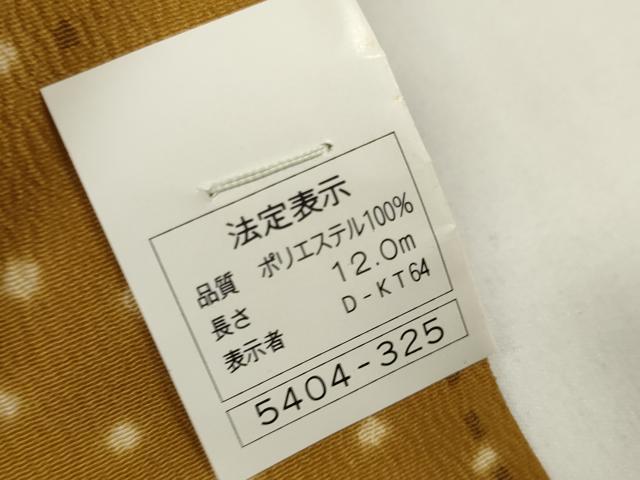 法定表示
品質 ポリエステル100%
長さ 12.0m
表示者 D-KT64
5404-325